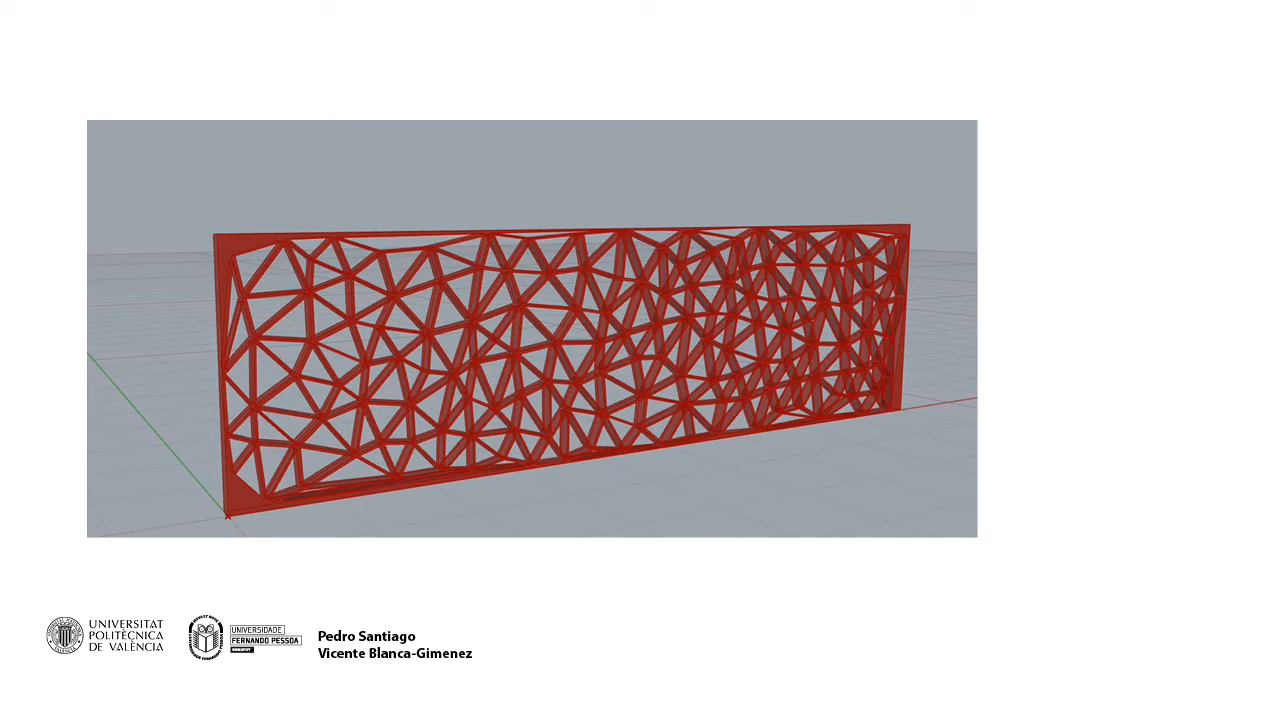 UNIVERSITAT
POLITÈCNICA
DE VALÈNCIA
UNIVERSIDADE
FERNANDO PESSOA
Pedro Santiago
Vicente Blanca-Gimenez